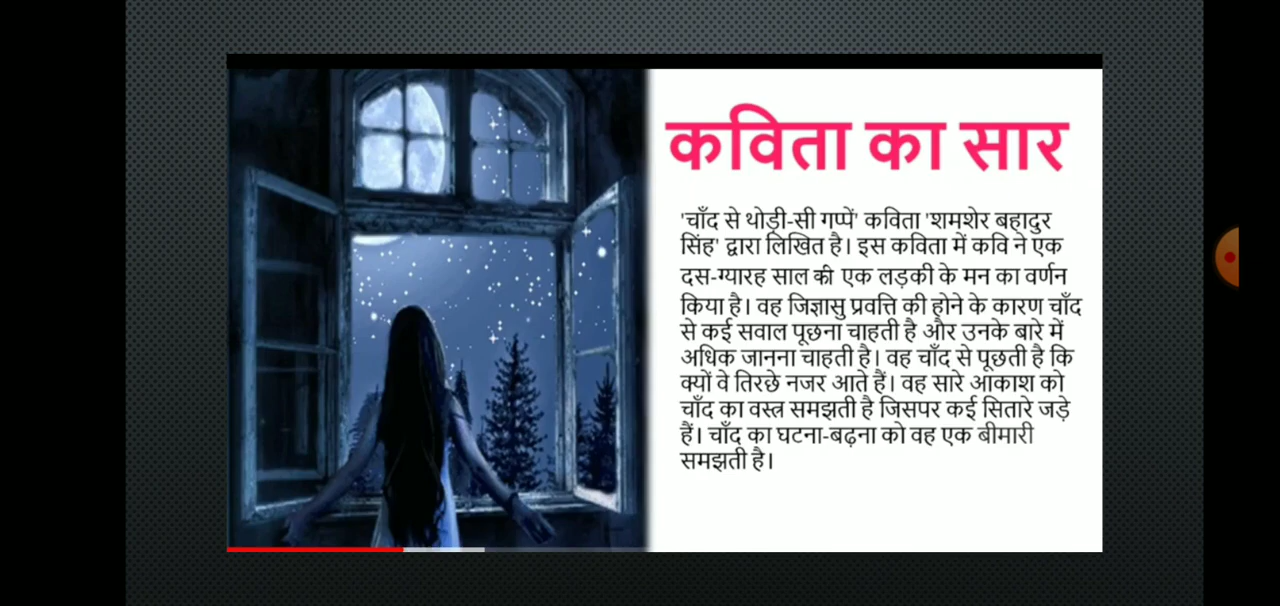 कविता का सार
'चाँद से थोड़ी-सी गप्पें' कविता 'शमशेर बहादुर
सिंह' द्वारा लिखित है। इस कविता में कवि ने एक
दस-ग्यारह साल की एक लड़की के मन का वर्णन
किया है। वह जिज्ञासु प्रवत्ति की होने के कारण चाँद
से कई सवाल पूछना चाहती है और उनके बारे में
अधिक जानना चाहती है। वह चाँद से पूछती है कि
क्यों वे तिरछे नजर आते हैं। वह सारे आकाश को
चाँद का वस्त्र समझती है जिसपर कई सितारे जड़े
हैं। चाँद का घटना-बढ़ना को वह एक बीमारी
समझती है।